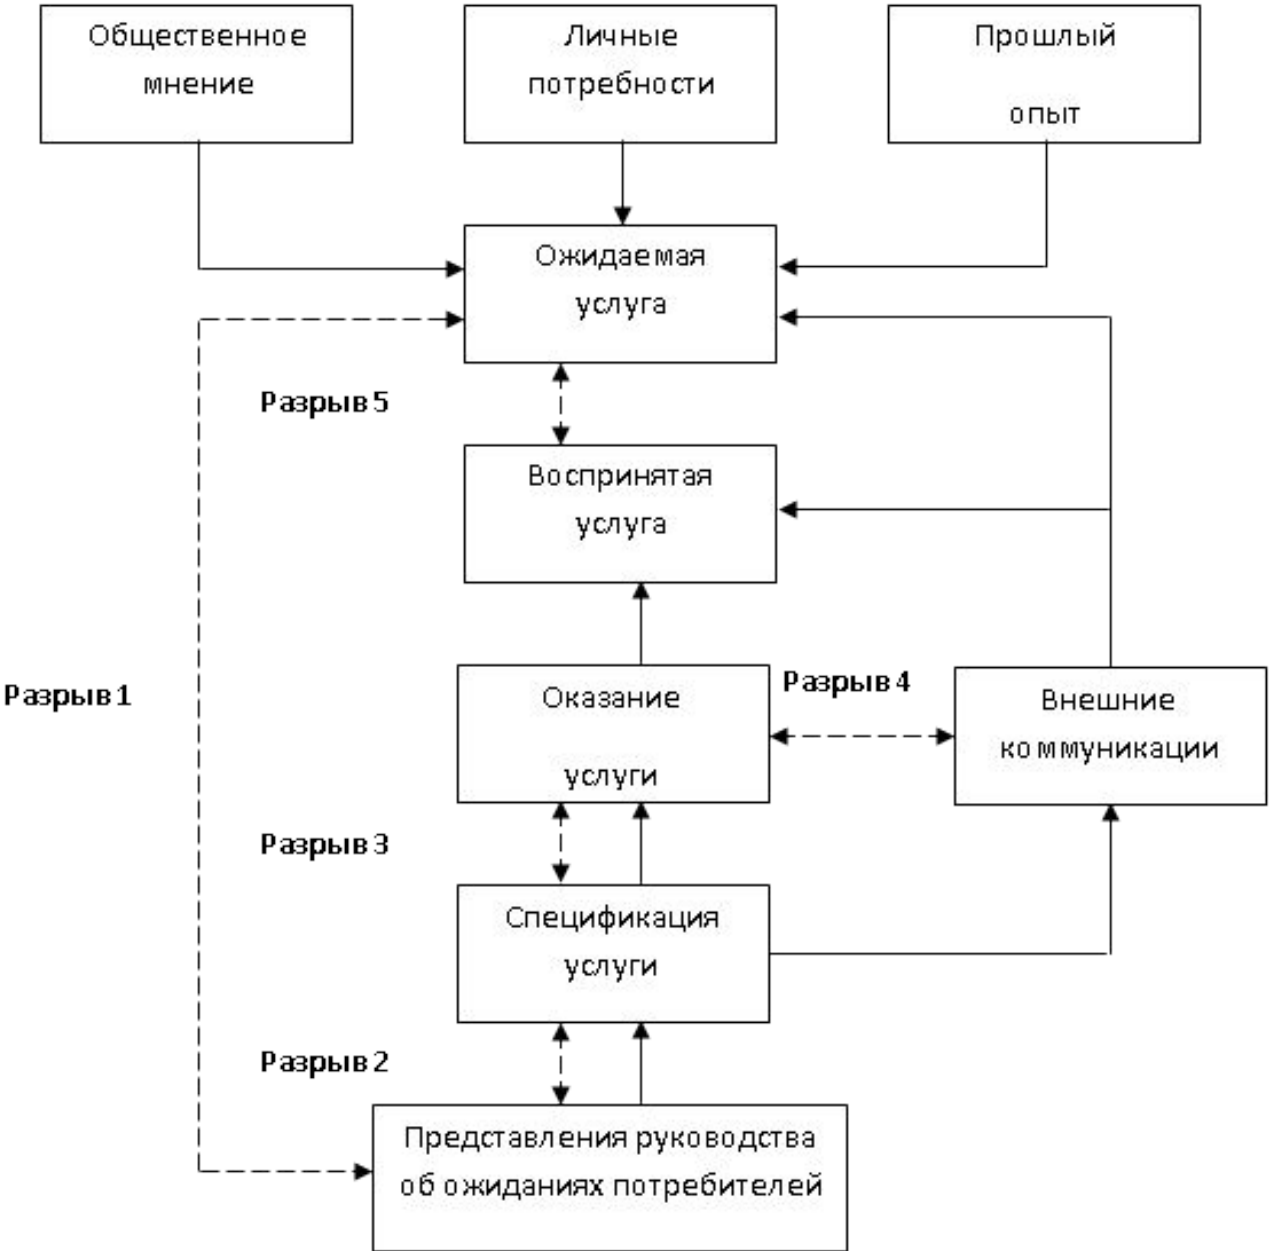 Общественное
мнение
Личные
потребности
Прошлый
опыт
Ожидаемая
услуга
Разрыв 5
Воспринятая
услуга
Разрыв 1
Оказание
услуги
Разрыв 4
Внешние
коммуникации
Разрыв 3
Спецификация
услуги
Разрыв 2
Представления руководства
об ожиданиях потребителей